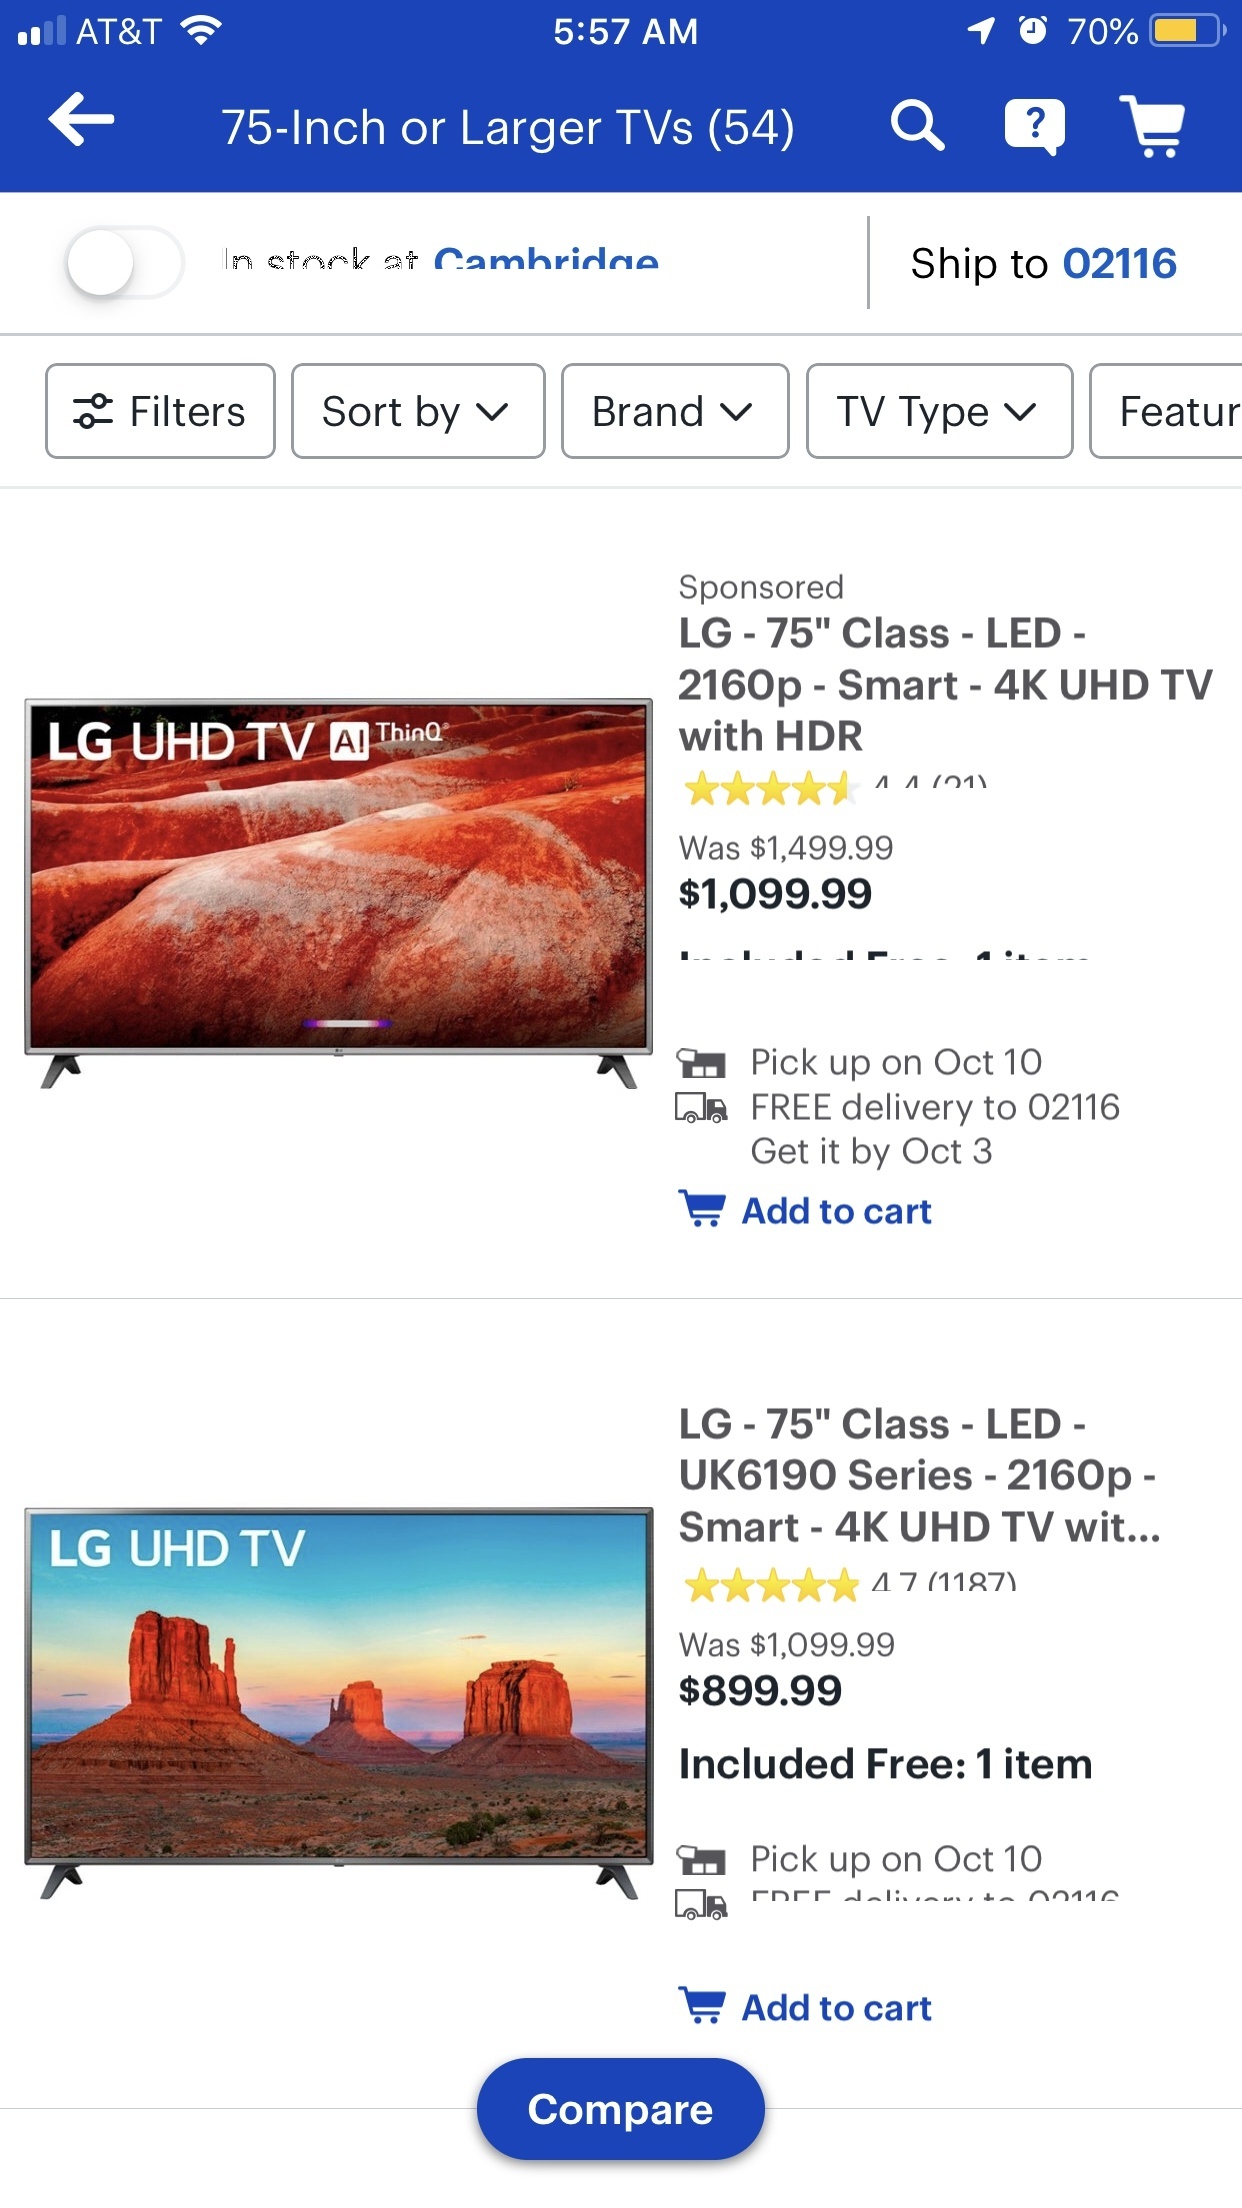 AT&T 5:57 AM 70%
75-Inch or Larger TVs (54)
In stock at Cambridge
Ship to 02116
Filters Sort by Brand TV Type Featur
Sponsored
LG - 75" Class - LED -
2160p - Smart - 4K UHD TV
with HDR
4.4 (21)
Was $1,499.99
$1,099.99
Included Free: 1 item
Pick up on Oct 10
FREE delivery to 02116
Get it by Oct 3
Add to cart
LG UHD TV AI ThinQ®
LG - 75" Class - LED -
UK6190 Series - 2160p -
Smart - 4K UHD TV wit...
4.7 (1187)
Was $1,099.99
$899.99
Included Free: 1 item
Pick up on Oct 10
FREE delivery to 02116
Add to cart
LG UHD TV
Compare